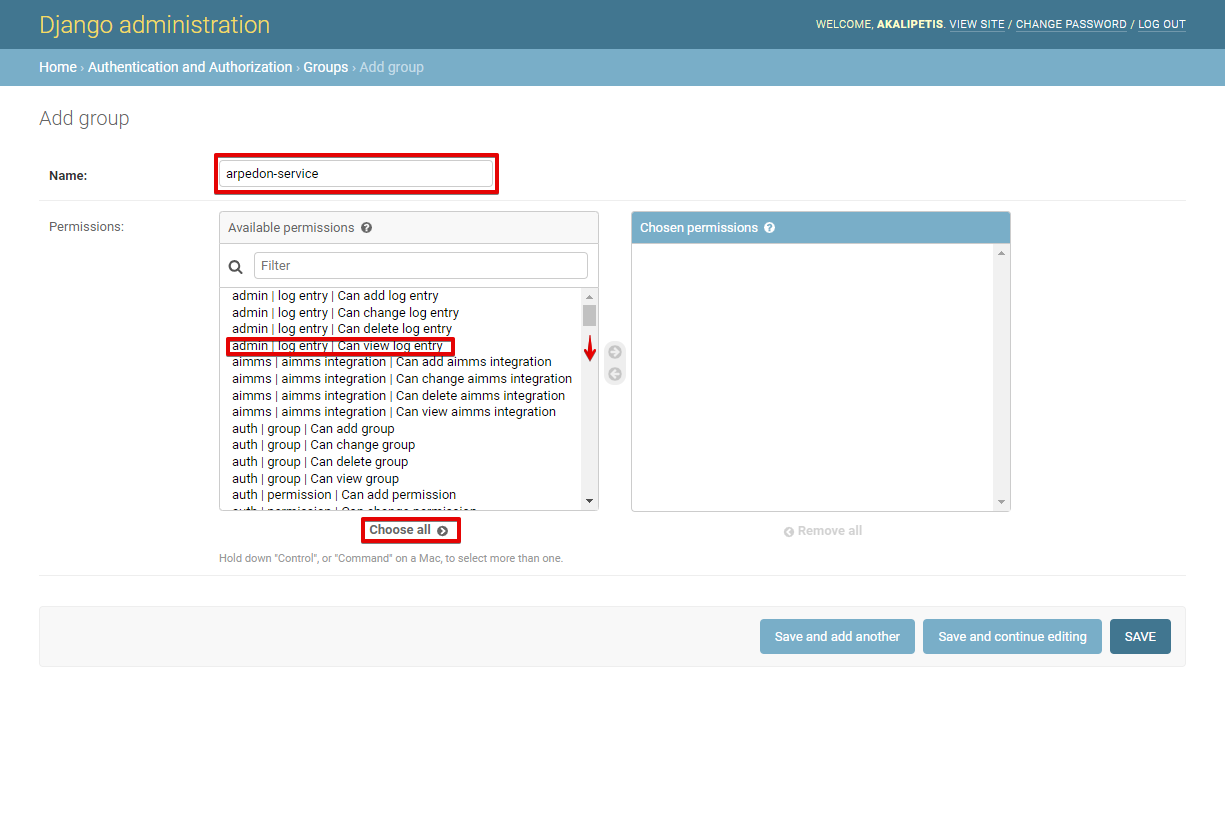 Django administration
WELCOME, AKALIPETIS. VIEW SITE / CHANGE PASSWORD / LOG OUT
Home › Authentication and Authorization › Groups › Add group
Add group
Name:
arpedon-service
Permissions:
Available permissions ?
Filter
admin | log entry | Can add log entry
admin | log entry | Can change log entry
admin | log entry | Can delete log entry
admin | log entry | Can view log entry
aimms | aimms integration | Can add aimms integration
aimms | aimms integration | Can change aimms integration
aimms | aimms integration | Can delete aimms integration
aimms | aimms integration | Can view aimms integration
auth | group | Can add group
auth | group | Can change group
auth | group | Can delete group
auth | group | Can view group
auth | permission | Can add permission
auth | permission | Can change permission
Choose all
Hold down "Control", or "Command" on a Mac, to select more than one.
Chosen permissions ?
Remove all
Save and add another
Save and continue editing
SAVE